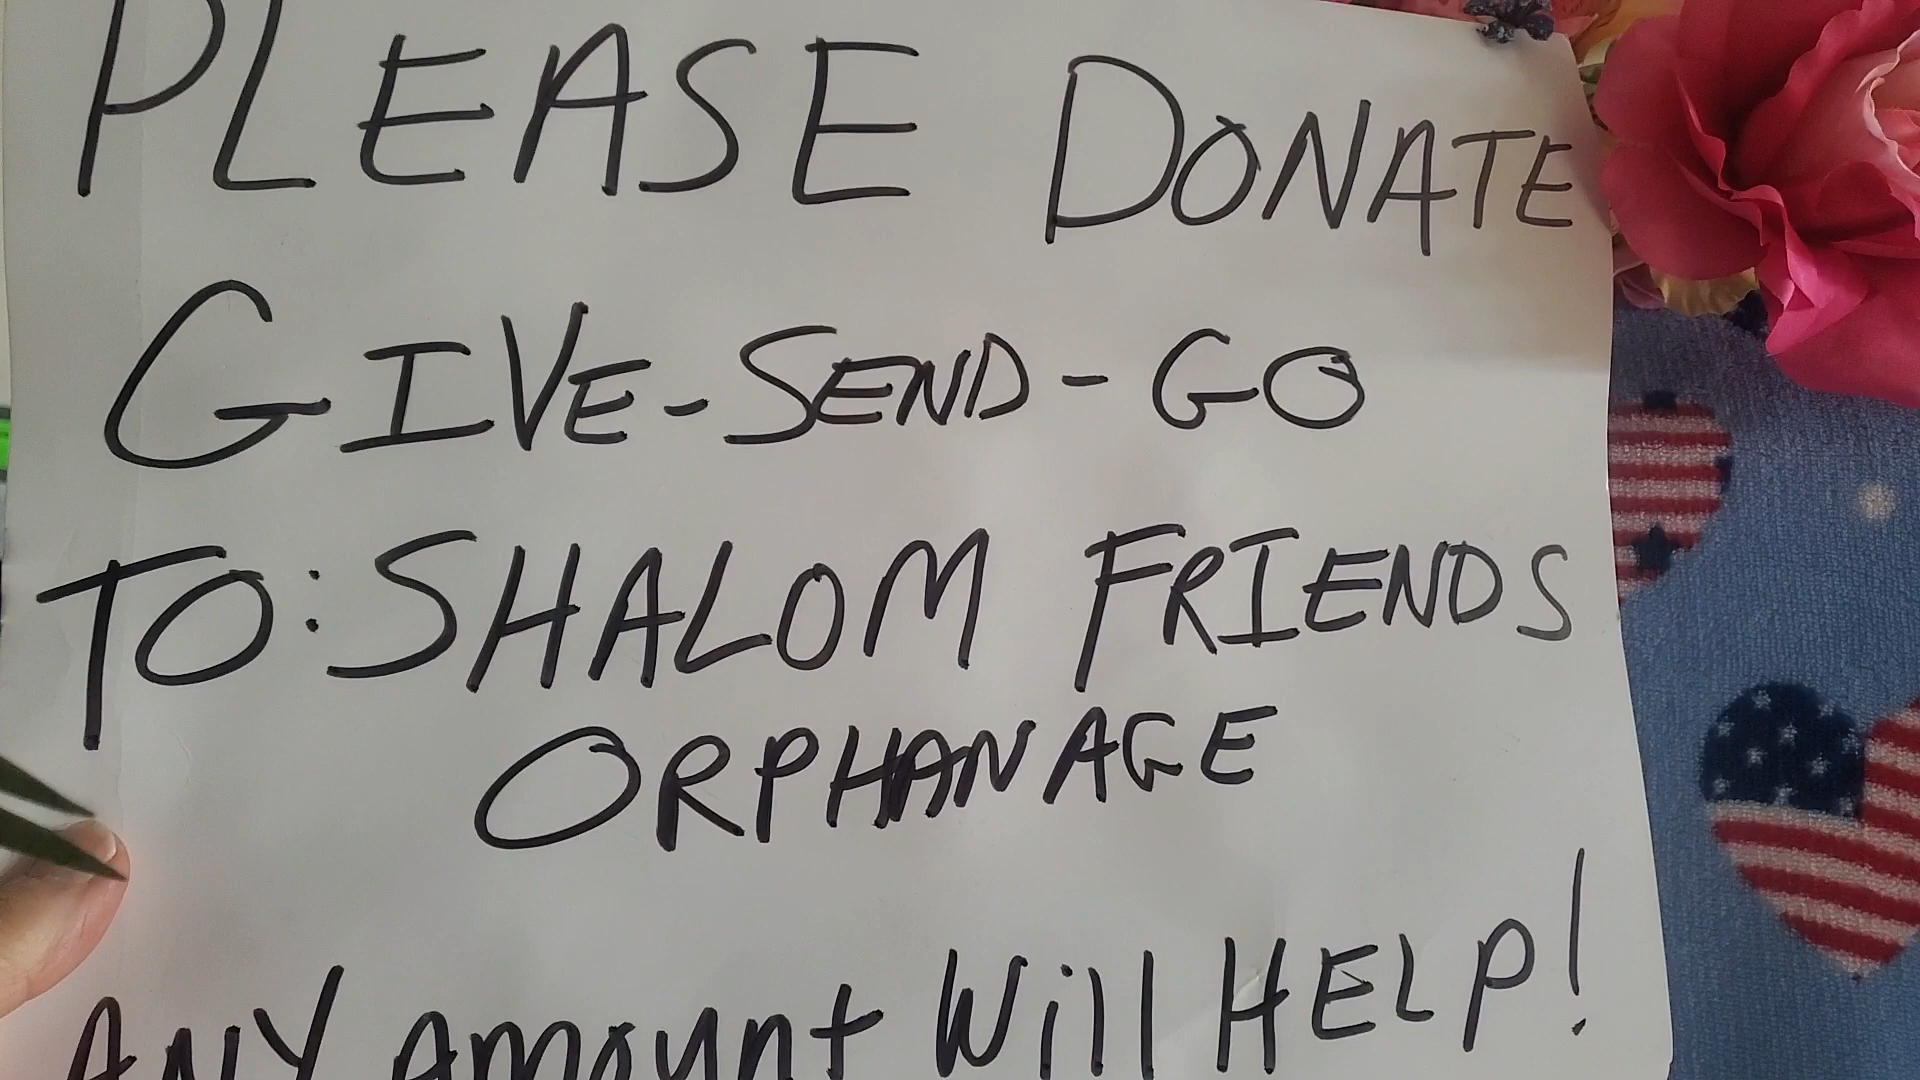 PLEASE DONATE
GIVE-SEND-GO
TO: SHALOM FRIENDS
ORPHANAGE
ANY Amount Will HELP!